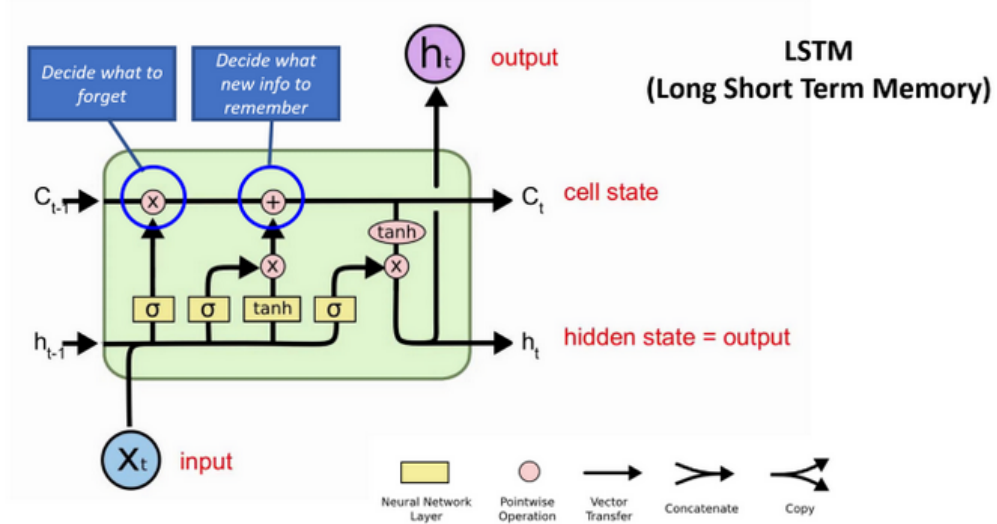 LSTM
(Long Short Term Memory)
Decide what to
forget
Decide what
new info to
remember
hₜ
output
Cₜ₋₁
x
+
Cₜ
cell state
tanh
x
x
σ
σ
tanh
σ
hₜ₋₁
hₜ
hidden state = output
Xₜ
input
Neural Network
Layer
Pointwise
Operation
Vector
Transfer
Concatenate
Copy